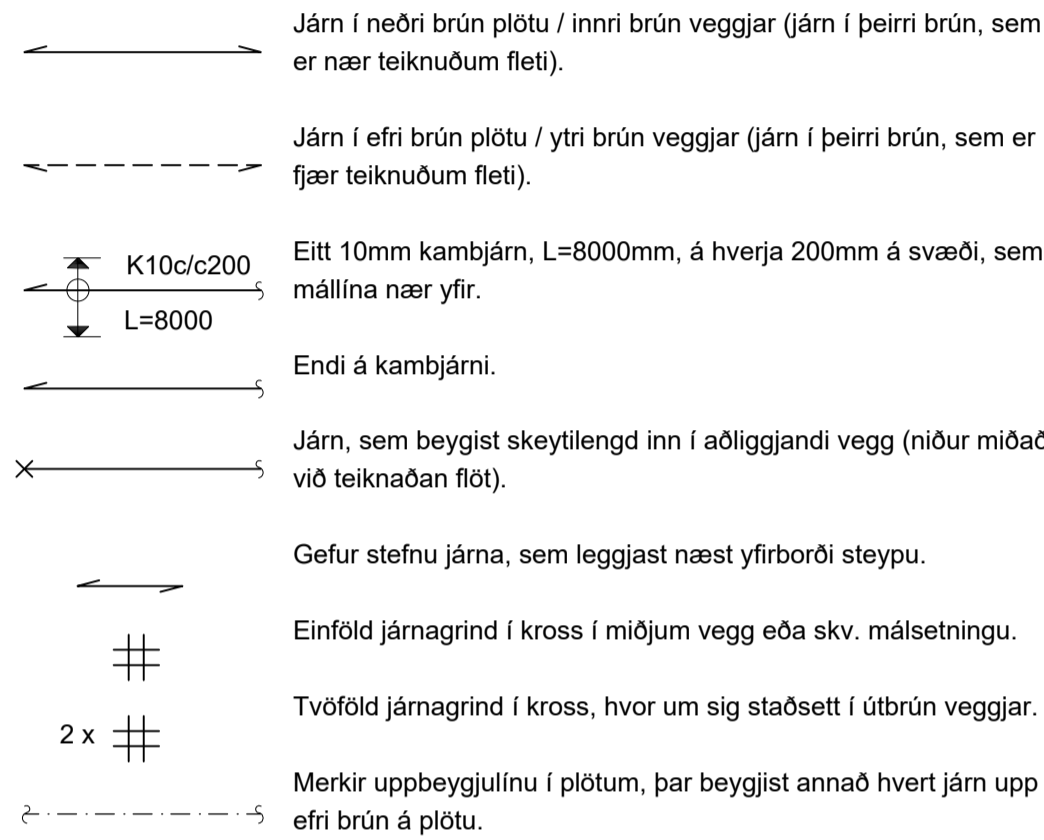 Járn í neðri brún plötu / innri brún veggjar (járn í þeirri brún, sem
er nær teiknuðum fleti).
Járn í efri brún plötu / ytri brún veggjar (járn í þeirri brún, sem er
fjær teiknuðum fleti).
K10c/c200
L=8000
Eitt 10mm kambjárn, L=8000mm, á hverja 200mm á svæði, sem
mállína nær yfir.
Endi á kambjárni.
Járn, sem beygist skeytilengd inn í aðliggjandi vegg (niður miðað
við teiknaðan flöt).
Gefur stefnu járna, sem leggjast næst yfirborði steypu.
Einföld járnagrind í kross í miðjum vegg eða skv. málsetningu.
2 x
Tvöföld járnagrind í kross, hvor um sig staðsett í útbrún veggjar.
Merkir uppbeygjulínu í plötum, þar beygjist annað hvert járn upp
efri brún á plötu.